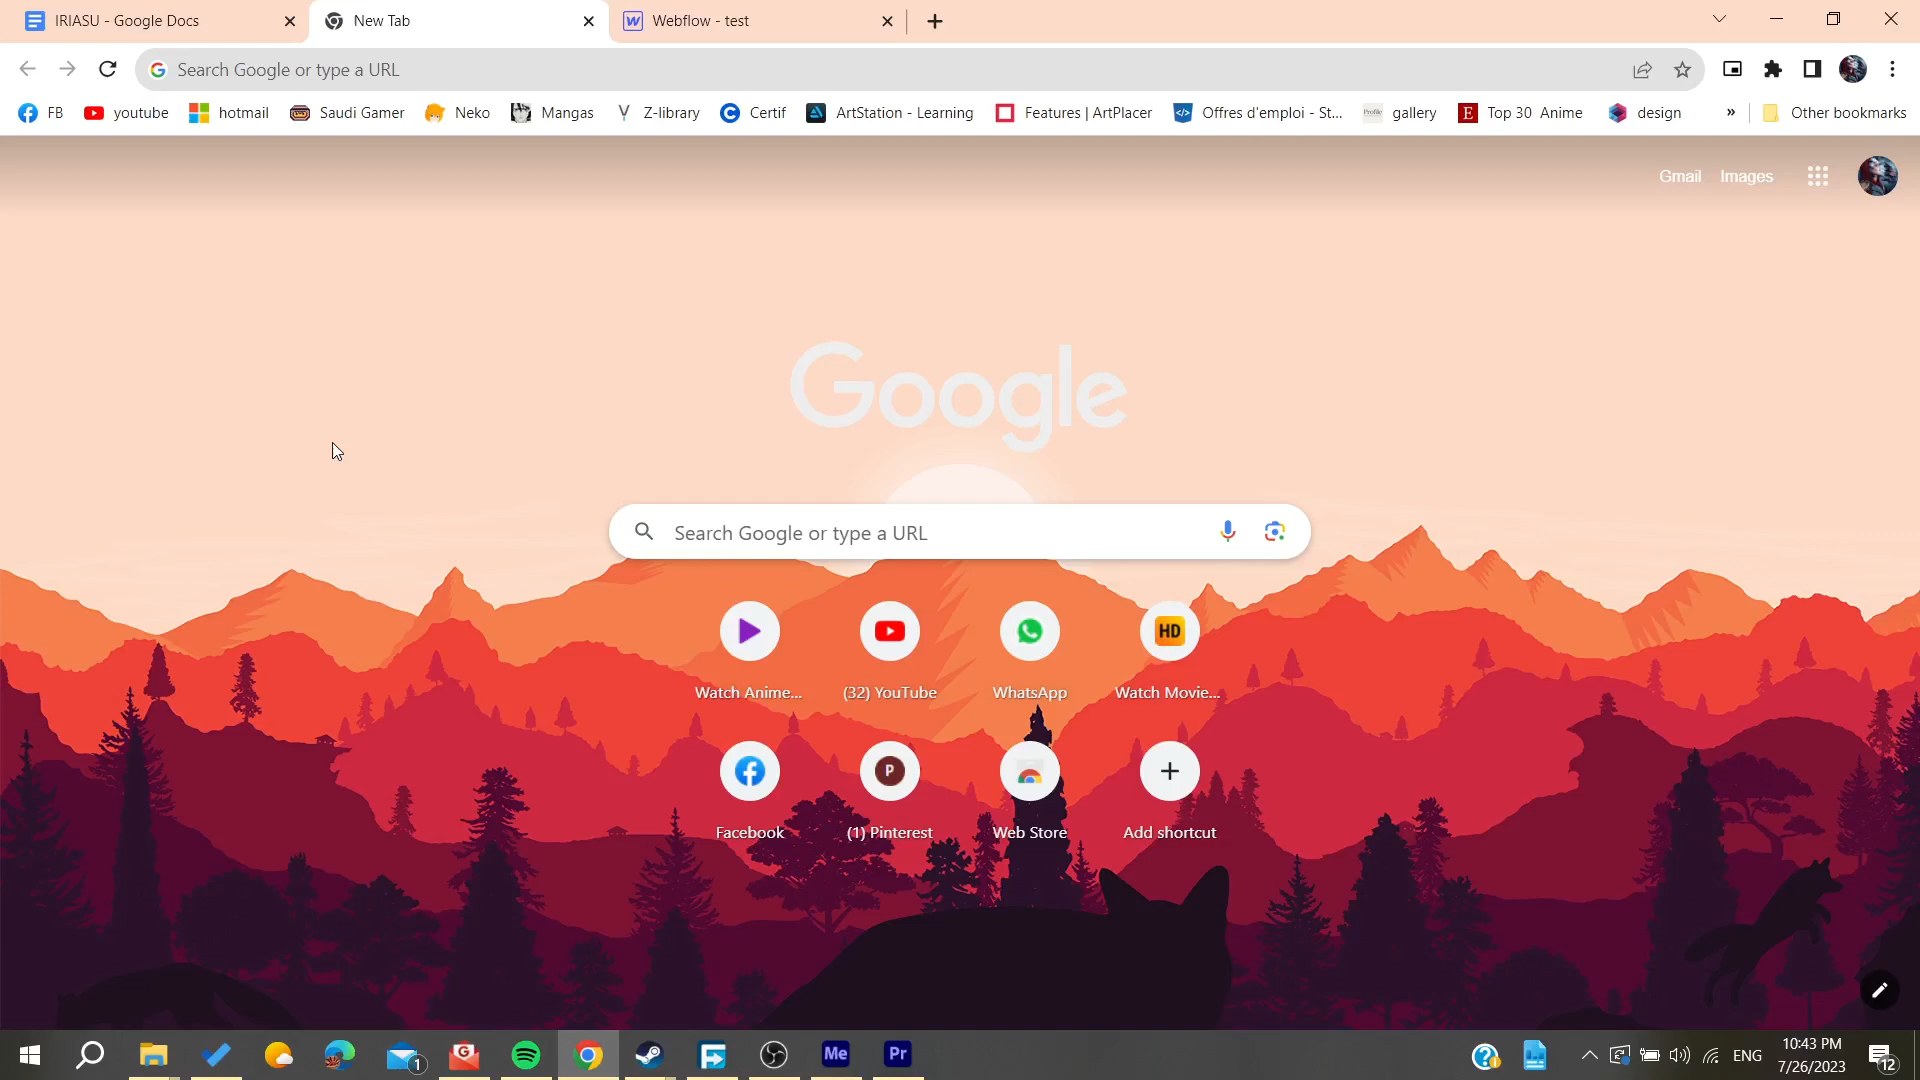 IRIASU - Google Docs
New Tab
Webflow - test
Search Google or type a URL
FB
youtube
hotmail
Saudi Gamer
Neko
Mangas
Z-library
Certif
ArtStation - Learning
Features | ArtPlacer
Offres d'emploi - St...
gallery
Top 30 Anime
design
»
Other bookmarks
Gmail
Images
Google
Search Google or type a URL
HD
Watch Anime...
(32) YouTube
WhatsApp
Watch Movie...
P
Facebook
(1) Pinterest
Web Store
Add shortcut
1
Me
Pr
ENG
10:43 PM
7/26/2023
12